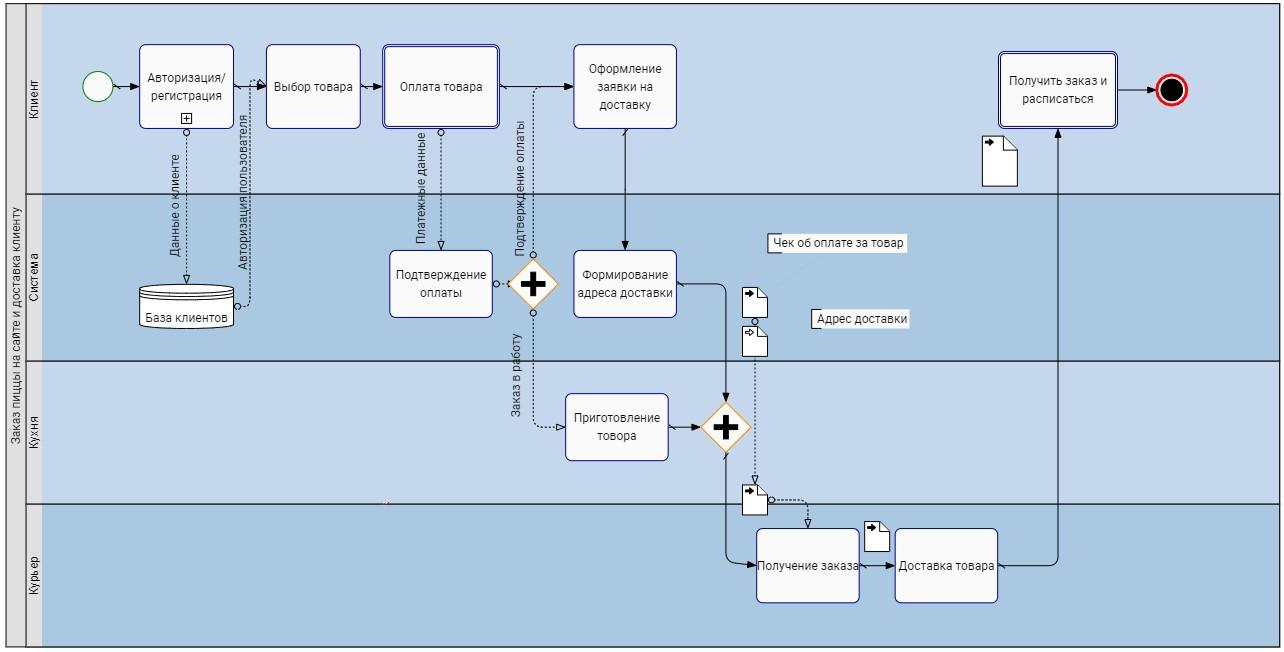 Заказ пиццы на сайте и доставка клиенту
Клиент
Авторизация/
регистрация
Выбор товара
Оплата товара
Оформление
заявки на
доставку
Получить заказ и
расписаться
Данные о клиенте
Авторизация пользователя
Платежные данные
Подтверждение оплаты
Система
База клиентов
Подтверждение
оплаты
Формирование
адреса доставки
Чек об оплате за товар
Адрес доставки
Заказ в работу
Кухня
Приготовление
товора
Курьер
Получение заказа
Доставка товара